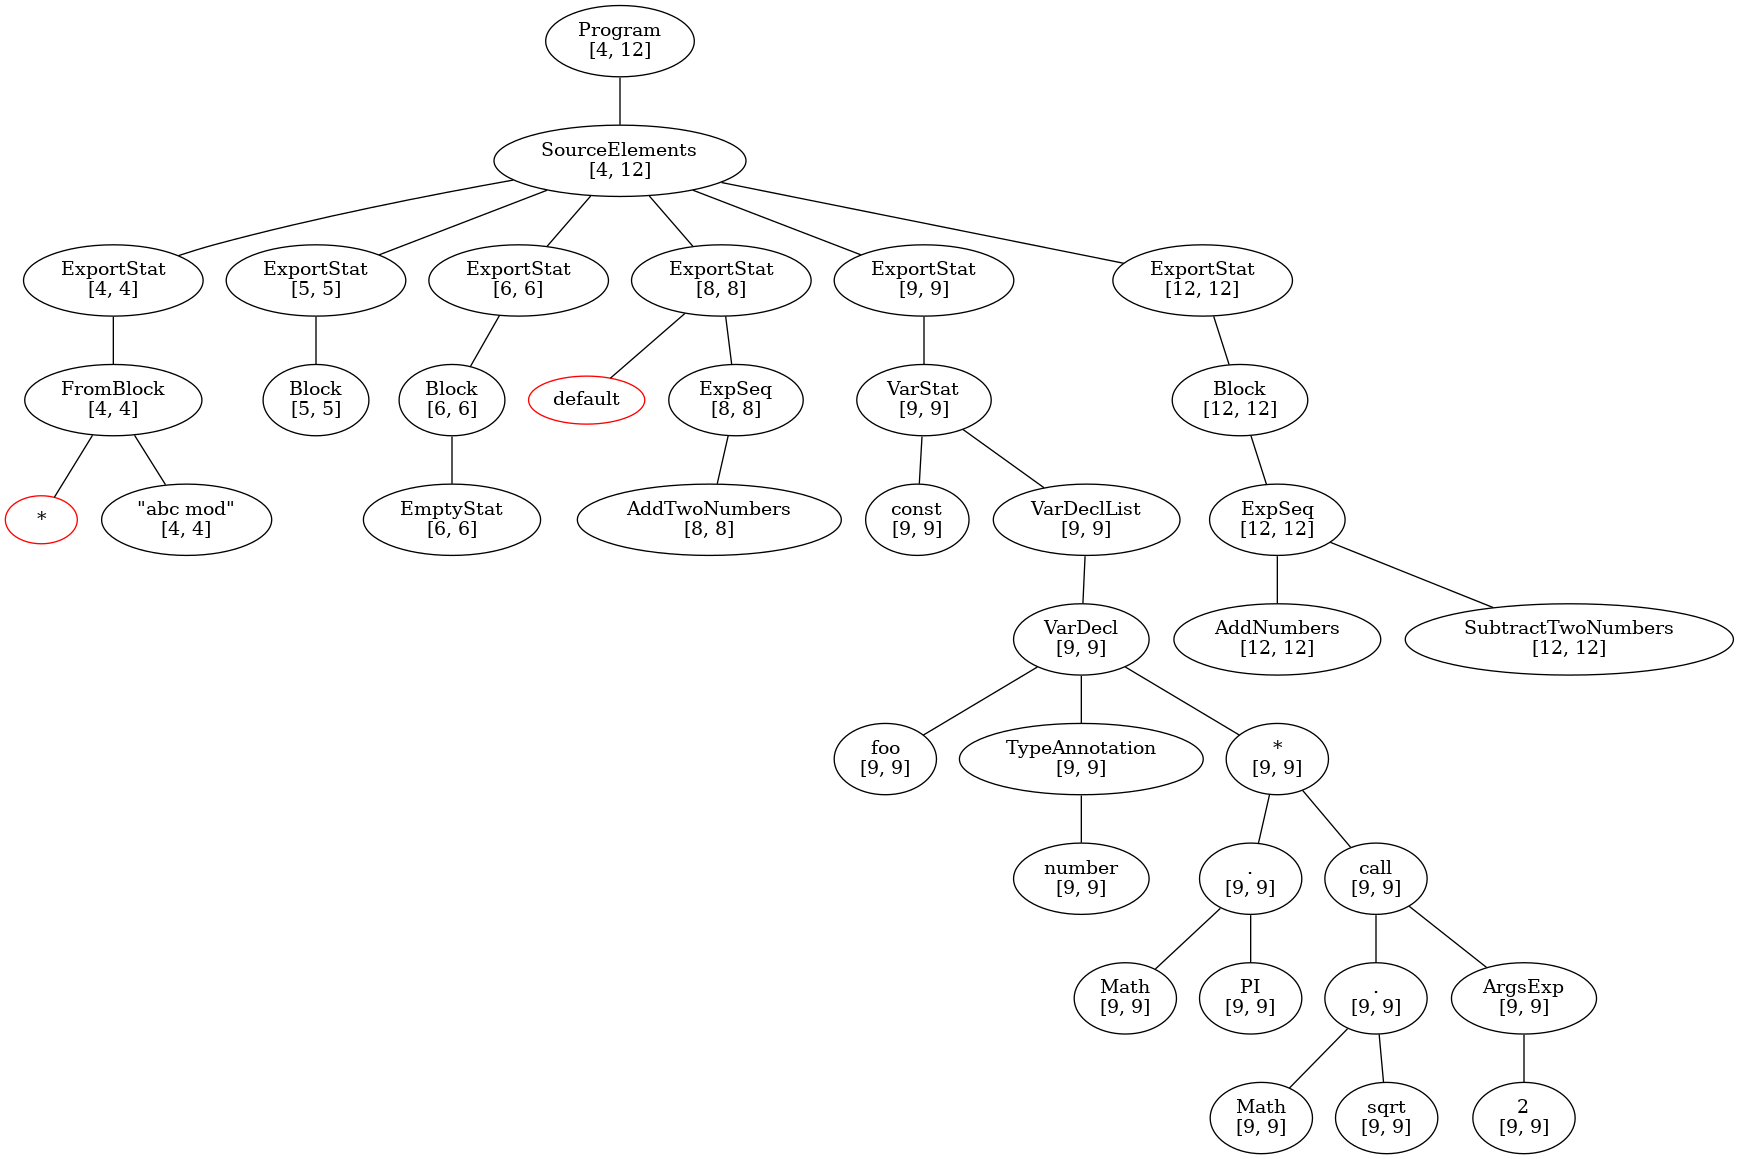 Program
[4, 12]
SourceElements
[4, 12]
ExportStat
[4, 4]
ExportStat
[5, 5]
ExportStat
[6, 6]
ExportStat
[8, 8]
ExportStat
[9, 9]
ExportStat
[12, 12]
FromBlock
[4, 4]
Block
[5, 5]
Block
[6, 6]
default
ExpSeq
[8, 8]
VarStat
[9, 9]
Block
[12, 12]
*
"abc mod"
[4, 4]
EmptyStat
[6, 6]
AddTwoNumbers
[8, 8]
const
[9, 9]
VarDeclList
[9, 9]
ExpSeq
[12, 12]
VarDecl
[9, 9]
AddNumbers
[12, 12]
SubtractTwoNumbers
[12, 12]
foo
[9, 9]
TypeAnnotation
[9, 9]
*
[9, 9]
number
[9, 9]
.
[9, 9]
call
[9, 9]
Math
[9, 9]
PI
[9, 9]
.
[9, 9]
ArgsExp
[9, 9]
Math
[9, 9]
sqrt
[9, 9]
2
[9, 9]